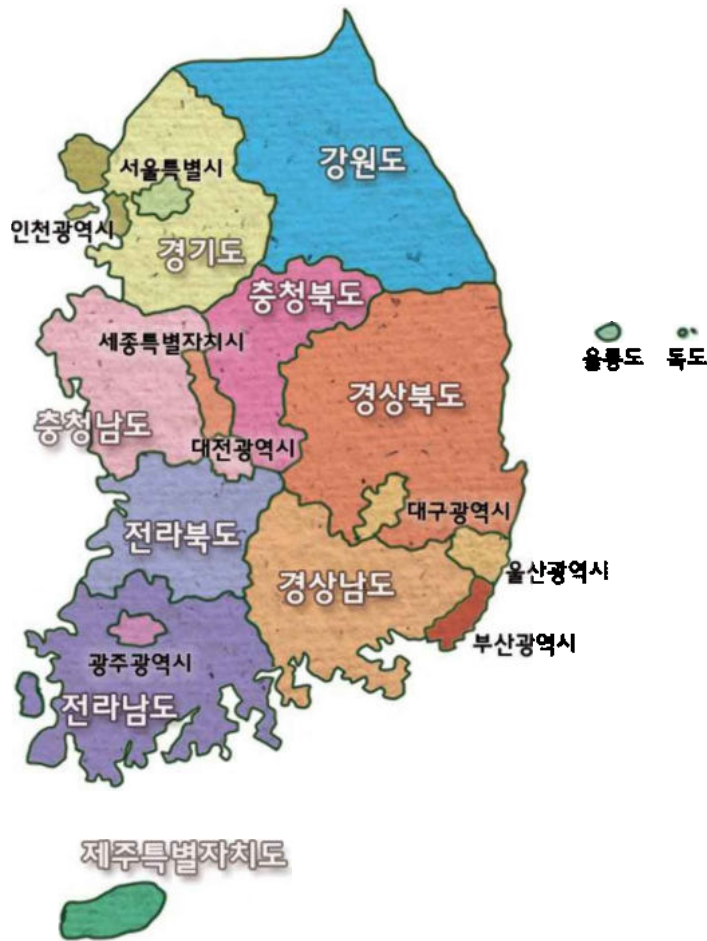 강원도
서울특별시
인천광역시
경기도
충청북도
세종특별자치시
울릉도 독도
경상북도
충청남도
대전광역시
대구광역시
전라북도
울산광역시
경상남도
부산광역시
광주광역시
전라남도
제주특별자치도